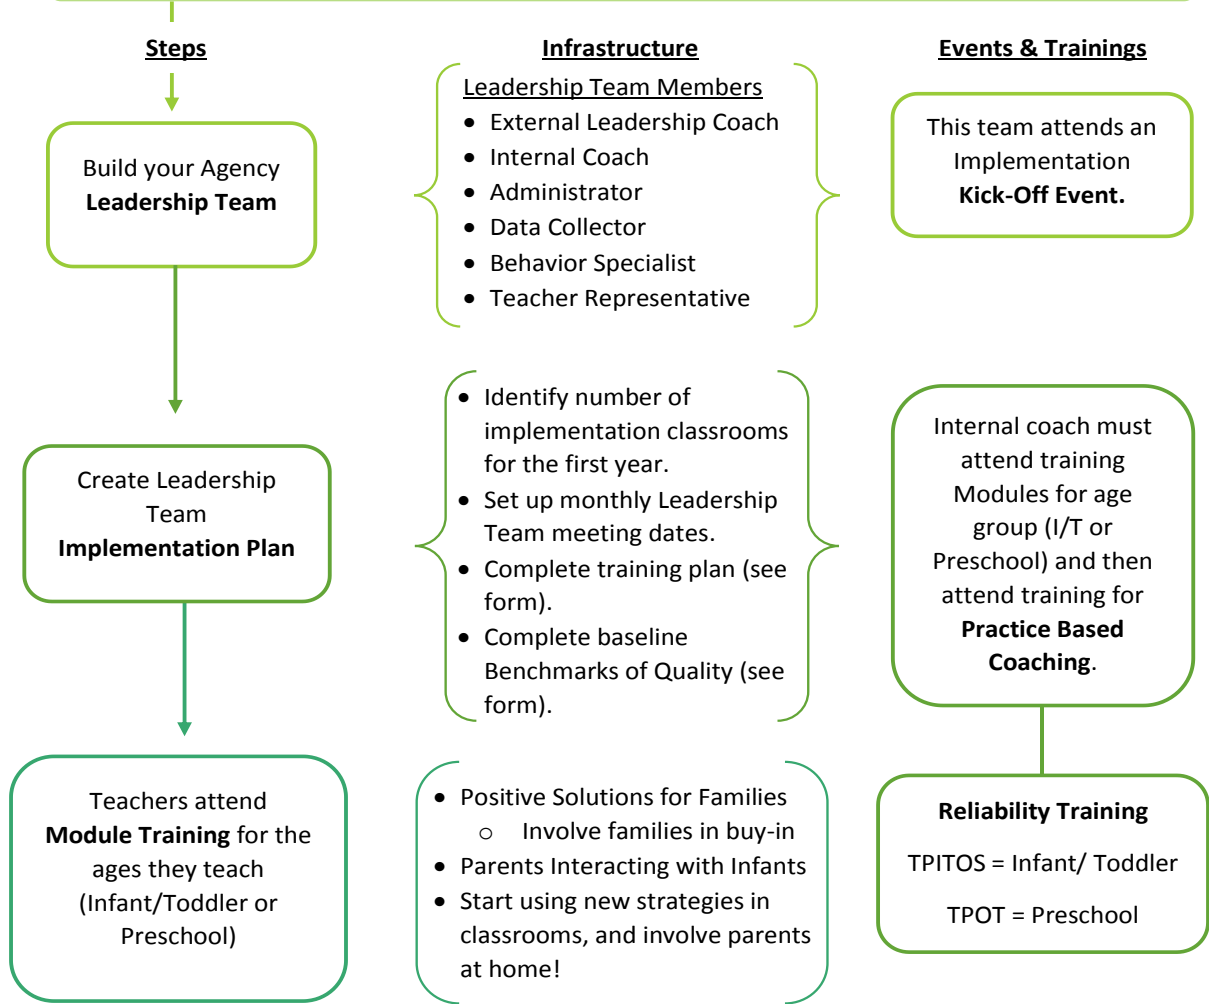 Steps
Infrastructure
Events & Trainings
Build your Agency
Leadership Team
Leadership Team Members
• External Leadership Coach
• Internal Coach
• Administrator
• Data Collector
• Behavior Specialist
• Teacher Representative
This team attends an
Implementation
Kick-Off Event.
Create Leadership
Team
Implementation Plan
• Identify number of
implementation classrooms
for the first year.
• Set up monthly Leadership
Team meeting dates.
• Complete training plan (see
form).
• Complete baseline
Benchmarks of Quality (see
form).
Internal coach must
attend training
Modules for age
group (I/T or
Preschool) and then
attend training for
Practice Based
Coaching.
Teachers attend
Module Training for the
ages they teach
(Infant/Toddler or
Preschool)
• Positive Solutions for Families
o Involve families in buy-in
• Parents Interacting with Infants
• Start using new strategies in
classrooms, and involve parents
at home!
Reliability Training
TPITOS = Infant/ Toddler
TPOT = Preschool